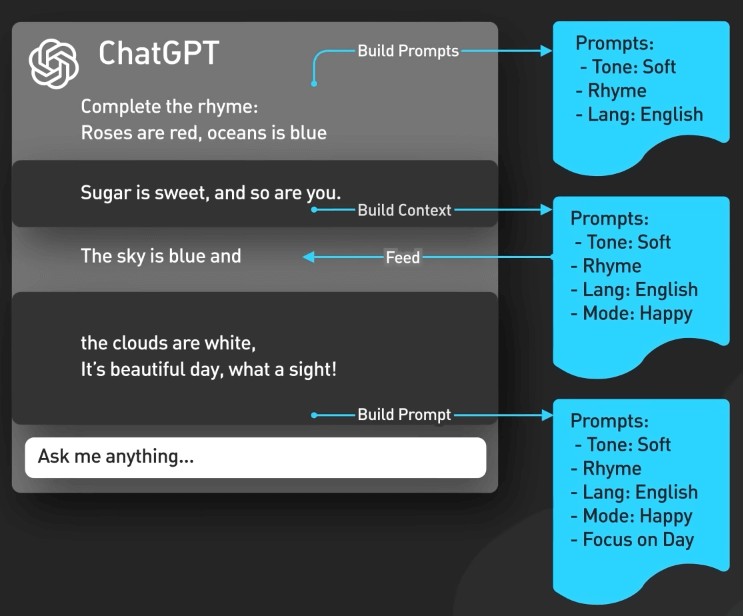 ChatGPT
Complete the rhyme:
Roses are red, oceans is blue
Sugar is sweet, and so are you.
The sky is blue and
the clouds are white,
It's beautiful day, what a sight!
Ask me anything...
Build Prompts
Prompts:
- Tone: Soft
- Rhyme
- Lang: English
Build Context
Prompts:
- Tone: Soft
- Rhyme
- Lang: English
- Mode: Happy
Feed
Build Prompt
Prompts:
- Tone: Soft
- Rhyme
- Lang: English
- Mode: Happy
- Focus on Day